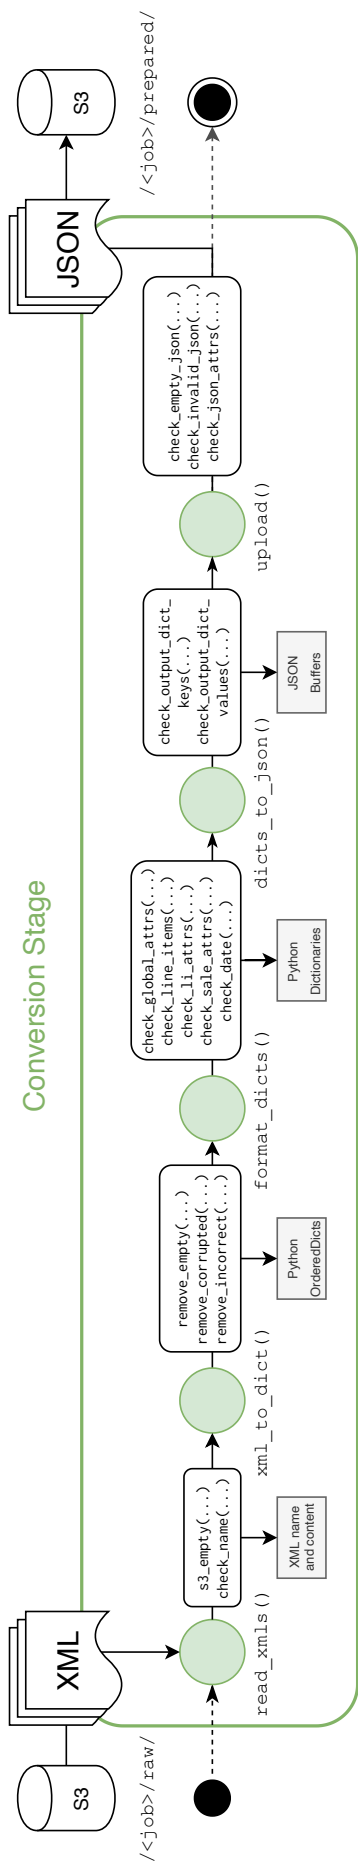 Conversion Stage
S3
XML
JSON
S3
/<job>/raw/
/<job>/prepared/
read_xmls()
s3_empty(...)
check_name(...)
XML name
and content
xml_to_dict()
remove_empty(...)
remove_corrupted(...)
remove_incorrect(...)
Python
OrderedDicts
format_dicts()
check_global_attrs(...)
check_line_items(...)
check_li_attrs(...)
check_sale_attrs(...)
check_date(...)
Python
Dictionaries
dicts_to_json()
check_output_dict_
keys(...)
check_output_dict_
values(...)
JSON
Buffers
upload()
check_empty_json(...)
check_invalid_json(...)
check_json_attrs(...)